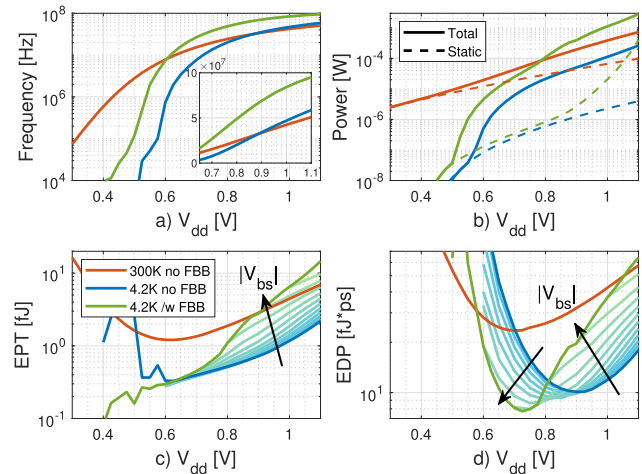 10^8
10^6
10^4
Frequency [Hz]
×10^7
10
5
0
0.7 0.8 0.9 1 1.1
0.4 0.6 0.8 1
a) V_dd [V]
Total
Static
10^-4
10^-6
10^-8
Power [W]
0.4 0.6 0.8 1
b) V_dd [V]
300K no FBB
4.2K no FBB
4.2K /w FBB
|V_bs|
10^1
10^0
10^-1
EPT [fJ]
0.4 0.6 0.8 1
c) V_dd [V]
|V_bs|
10^1
EDP [fJ*ps]
0.4 0.6 0.8 1
d) V_dd [V]